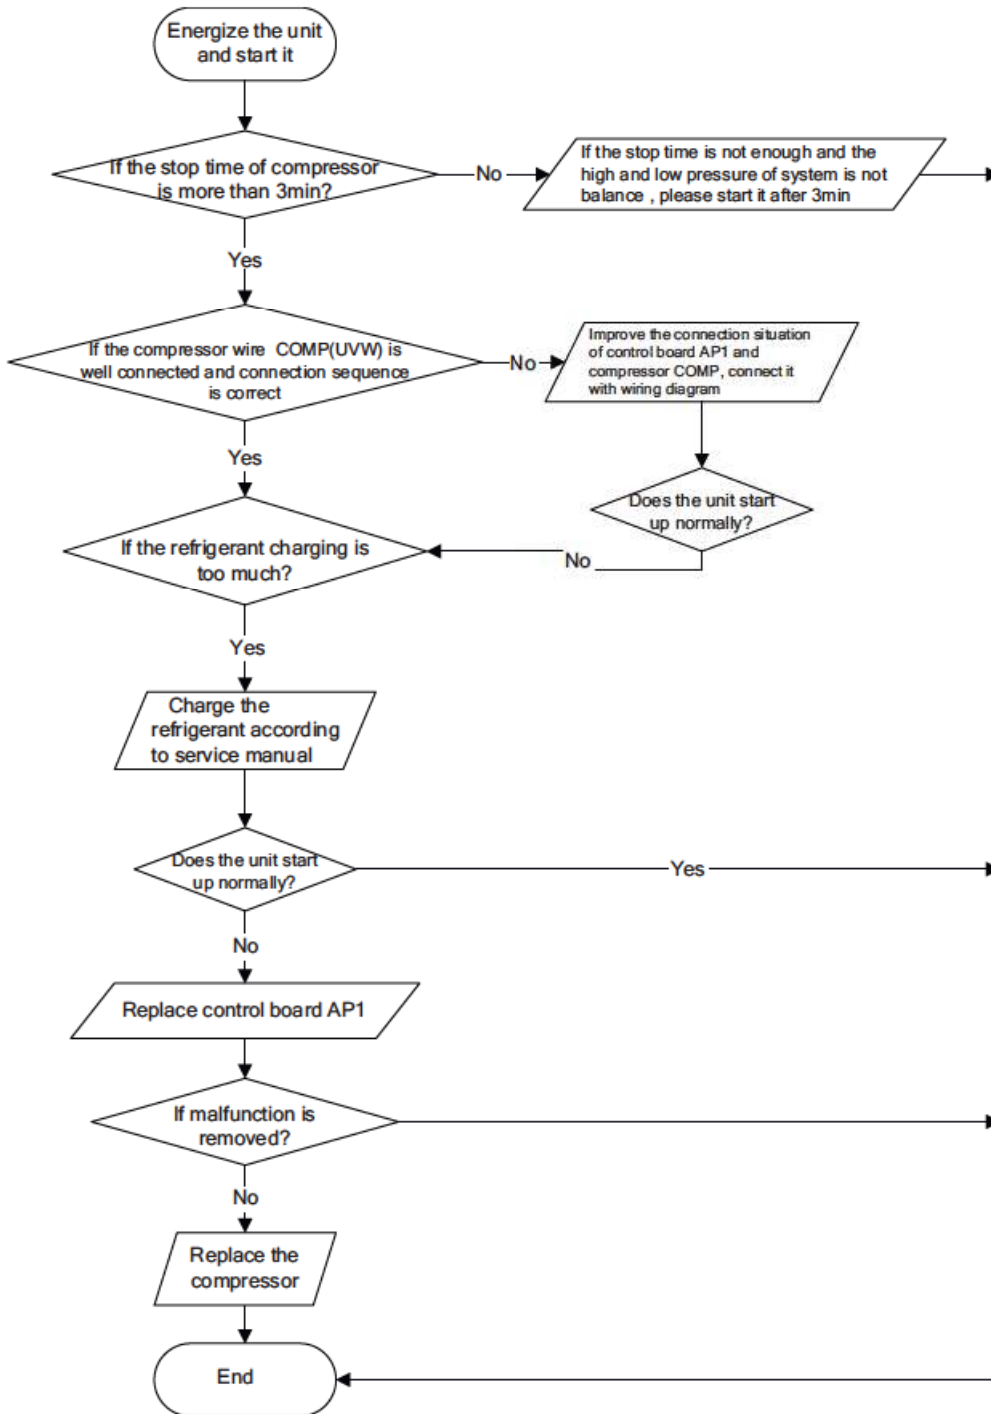 Energize the unit
and start it
If the stop time of compressor
is more than 3min?
No
If the stop time is not enough and the
high and low pressure of system is not
balance , please start it after 3min
Yes
If the compressor wire COMP(UVW) is
well connected and connection sequence
is correct
No
Improve the connection situation
of control board AP1 and
compressor COMP, connect it
with wiring diagram
Yes
Does the unit start
up normally?
If the refrigerant charging is
too much?
No
Yes
Charge the
refrigerant according
to service manual
Does the unit start
up normally?
Yes
No
Replace control board AP1
If malfunction is
removed?
No
Replace the
compressor
End